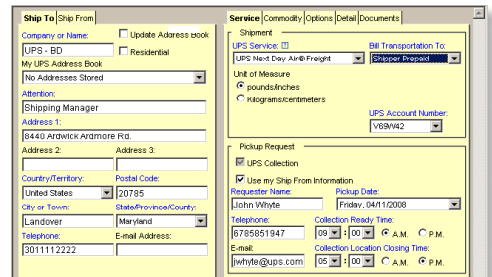 Ship To Ship From
Company or Name:
Update Address Book
UPS - BD
Residential
My UPS Address Book
No Addresses Stored
Attention:
Shipping Manager
Address 1:
8440 Ardwick Ardmore Rd.
Address 2: Address 3:
Country/Territory: Postal Code:
United States 20785
City or Town: State/Province/County:
Landover Maryland
Telephone: E-mail Address:
3011112222
Service Commodity Options Detail Documents
Shipment
UPS Service: Bill Transportation To:
UPS Next Day Air® Freight Shipper Prepaid
Unit of Measure
pounds/inches
Kilograms/centimeters
UPS Account Number:
V69W42
Pickup Request
UPS Collection
Use my Ship From Information
Requester Name: Pickup Date:
John Whyte Friday, 04/11/2008
Telephone: Collection Ready Time:
6785851947 09 : 00 A.M. P.M.
E-mail: Collection Location Closing Time:
jwhyte@ups.com 05 : 00 A.M. P.M.